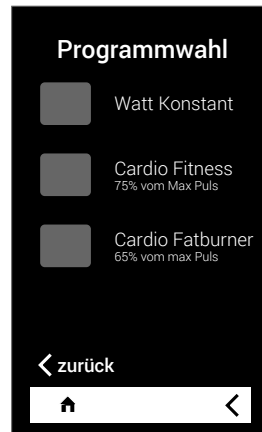 Programmwahl
Watt Konstant
Cardio Fitness
75% vom Max Puls
Cardio Fatburner
65% vom max Puls
zurück